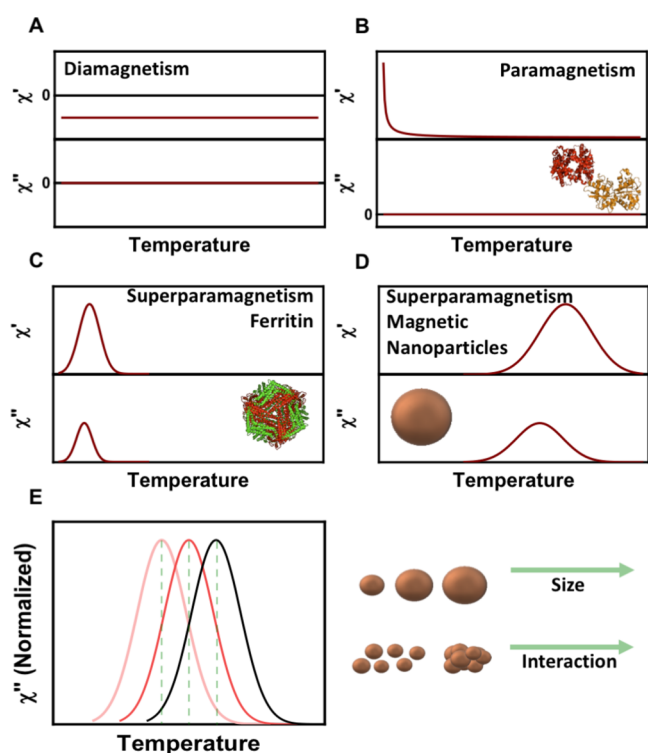 A
Diamagnetism
χ'
0
χ"
0
Temperature
B
Paramagnetism
χ'
χ"
0
Temperature
C
Superparamagnetism
Ferritin
χ'
χ"
Temperature
D
Superparamagnetism
Magnetic
Nanoparticles
χ'
χ"
Temperature
E
χ" (Normalized)
Temperature
Size
Interaction